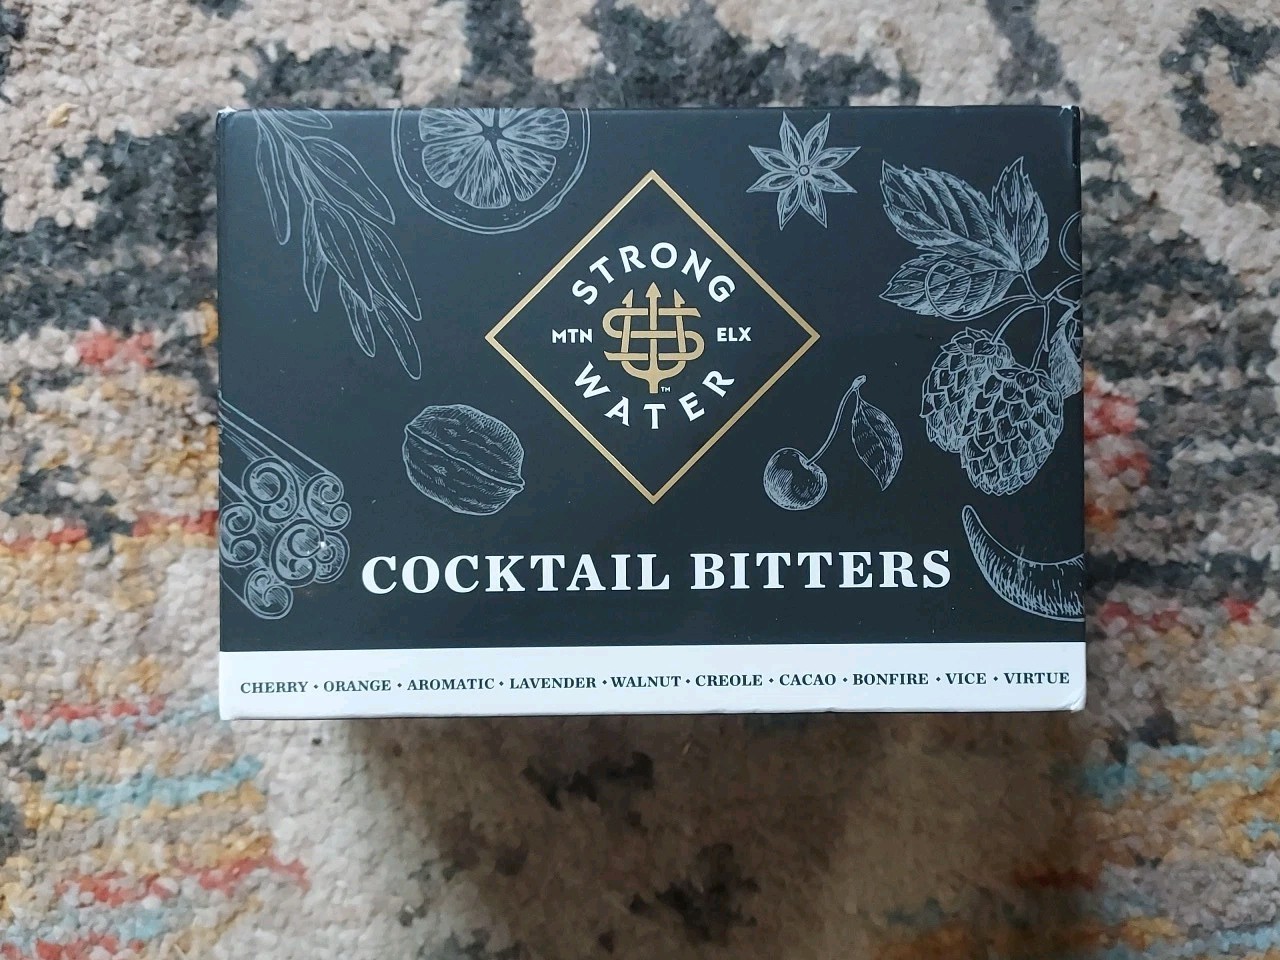 STRONG
MTN ELX
™
WATER
COCKTAIL BITTERS
CHERRY • ORANGE • AROMATIC • LAVENDER • WALNUT • CREOLE • CACAO • BONFIRE • VICE • VIRTUE